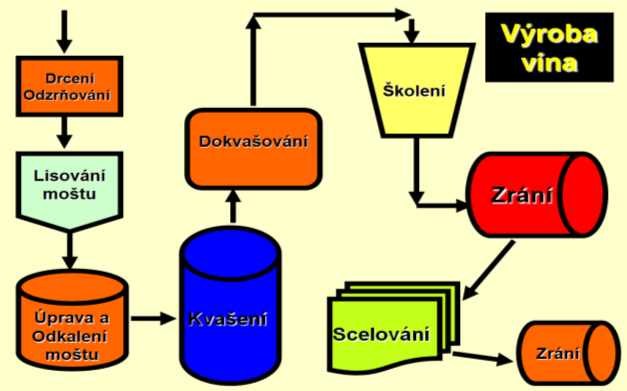 Výroba
vína
Drcení
Odzrňování
Lisování
moštu
Úprava a
Odkalení
moštu
Kvašení
Dokvašování
Školení
Zrání
Scelování
Zrání